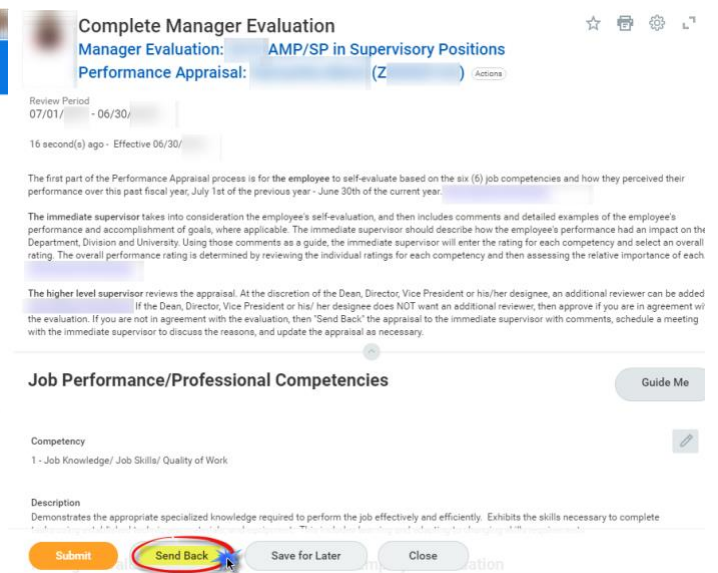 Complete Manager Evaluation
Manager Evaluation: AMP/SP in Supervisory Positions
Performance Appraisal: (Z ) Actions
Review Period
07/01/ - 06/30/
16 second(s) ago - Effective 06/30/
The first part of the Performance Appraisal process is for the employee to self-evaluate based on the six (6) job competencies and how they perceived their
performance over this past fiscal year, July 1st of the previous year - June 30th of the current year.
The immediate supervisor takes into consideration the employee's self-evaluation, and then includes comments and detailed examples of the employee's
performance and accomplishment of goals, where applicable. The immediate supervisor should describe how the employee's performance had an impact on the
Department, Division and University. Using those comments as a guide, the immediate supervisor will enter the rating for each competency and select an overall
rating. The overall performance rating is determined by reviewing the individual ratings for each competency and then assessing the relative importance of each.
The higher level supervisor reviews the appraisal. At the discretion of the Dean, Director, Vice President or his/her designee, an additional reviewer can be added
If the Dean, Director, Vice President or his/ her designee does NOT want an additional reviewer, then approve if you are in agreement wi
the evaluation. If you are not in agreement with the evaluation, then "Send Back" the appraisal to the immediate supervisor with comments, schedule a meeting
with the immediate supervisor to discuss the reasons, and update the appraisal as necessary.
Job Performance/Professional Competencies
Guide Me
Competency
1 - Job Knowledge/ Job Skills/ Quality of Work
Description
Demonstrates the appropriate specialized knowledge required to perform the job effectively and efficiently. Exhibits the skills necessary to complete
Submit Send Back Save for Later Close